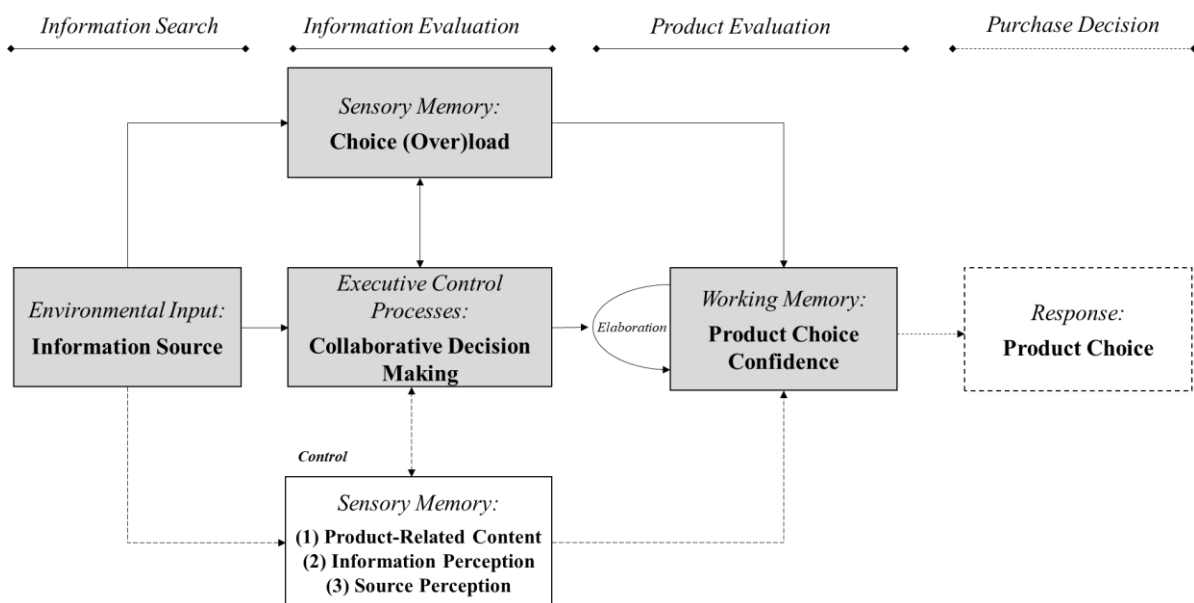 Information Search
Information Evaluation
Product Evaluation
Purchase Decision
Sensory Memory:
Choice (Over)load
Environmental Input:
Information Source
Executive Control
Processes:
Collaborative Decision
Making
Elaboration
Working Memory:
Product Choice
Confidence
Response:
Product Choice
Control
Sensory Memory:
(1) Product-Related Content
(2) Information Perception
(3) Source Perception